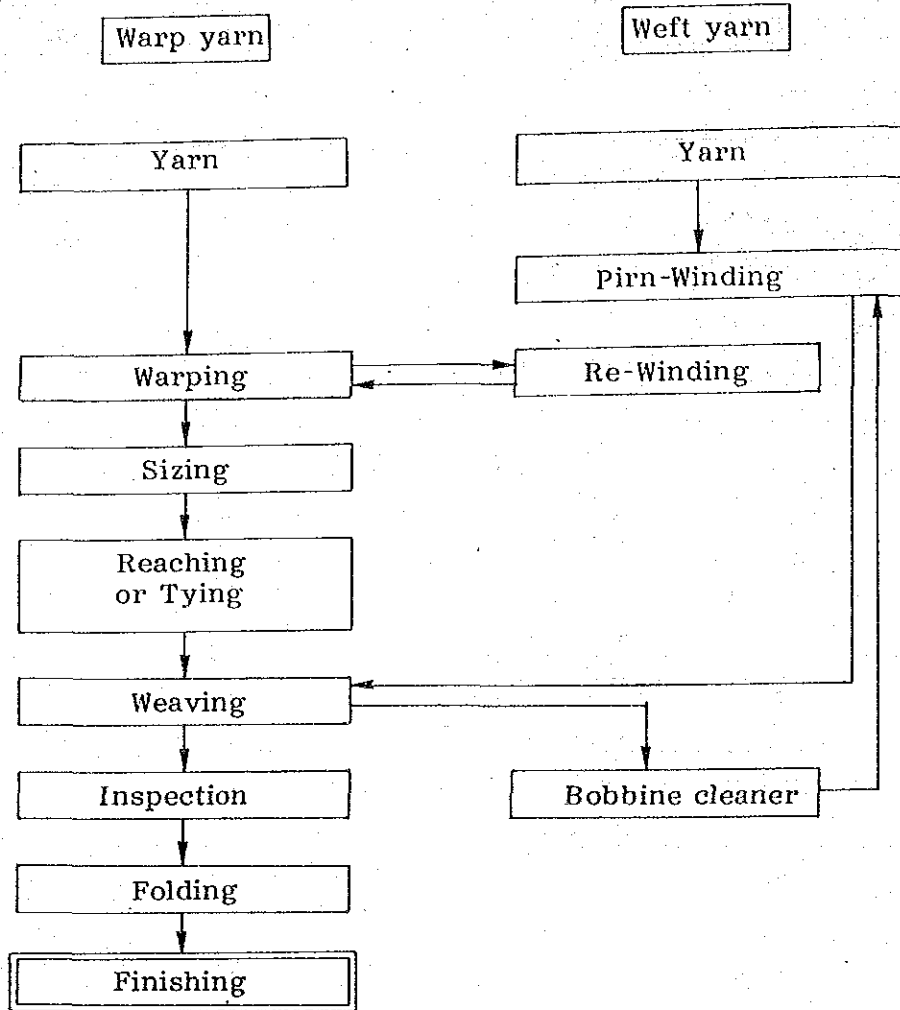 Warp yarn
Weft yarn
Yarn
Yarn
Pirn-Winding
Warping
Re-Winding
Sizing
Reaching
or Tying
Weaving
Inspection
Bobbine cleaner
Folding
Finishing